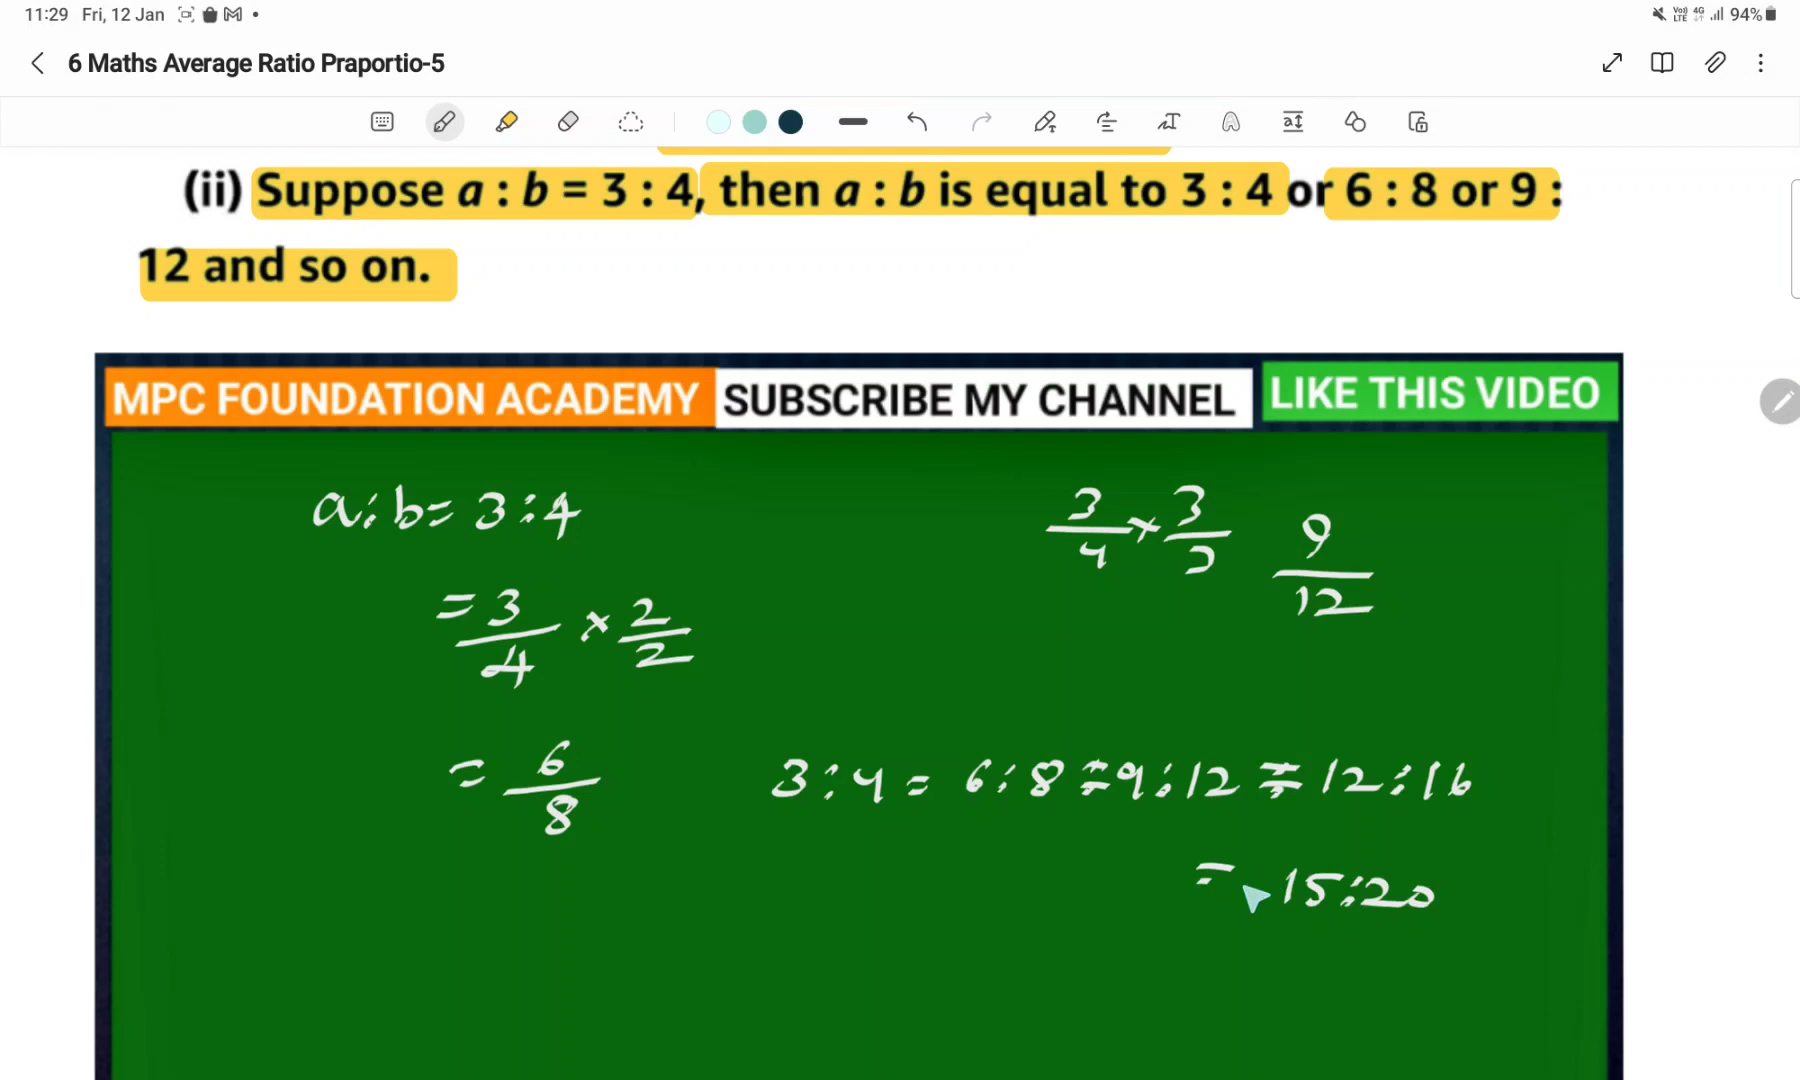 11:29 Fri, 12 Jan
Vo) LTE 4G 94%
6 Maths Average Ratio Praportio-5
(ii) Suppose a : b = 3 : 4, then a : b is equal to 3 : 4 or 6 : 8 or 9 :
12 and so on.
MPC FOUNDATION ACADEMY SUBSCRIBE MY CHANNEL LIKE THIS VIDEO
a : b = 3 : 4
= 3/4 × 2/2
= 6/8
3/4 × 3/3 9/12
3 : 4 = 6 : 8 = 9 : 12 = 12 : 16
= 15 : 20